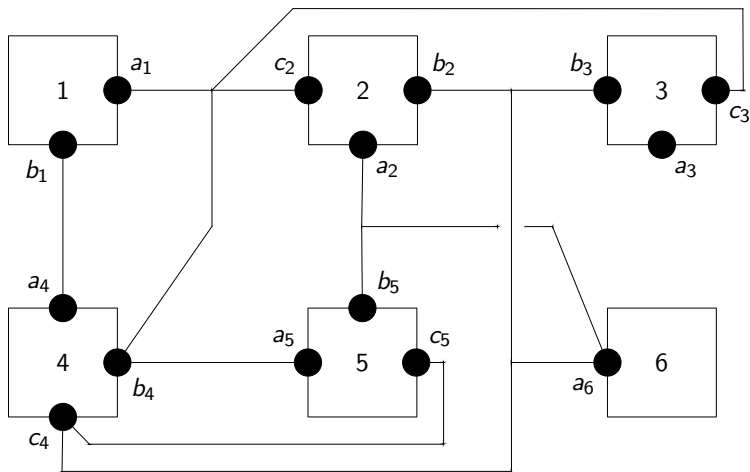 a₁ c₂ b₂ b₃
1 2 3
c₃
b₁ a₂ a₃
a₄ b₅
a₅ c₅
4 5 6
b₄ a₆
c₄